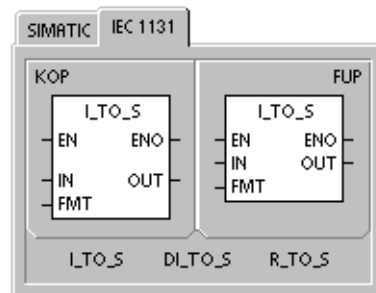 SIMATIC IEC 1131
KOP FUP
I_TO_S
EN ENO
IN OUT
FMT
I_TO_S
EN ENO
IN OUT
FMT
I_TO_S DI_TO_S R_TO_S